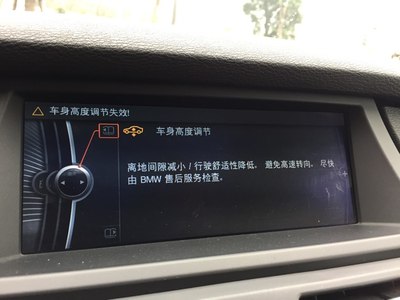 车身高度调节失效!
车身高度调节
离地间隙减小 / 行驶舒适性降低。 避免高速转向。 尽快
由 BMW 售后服务检查。